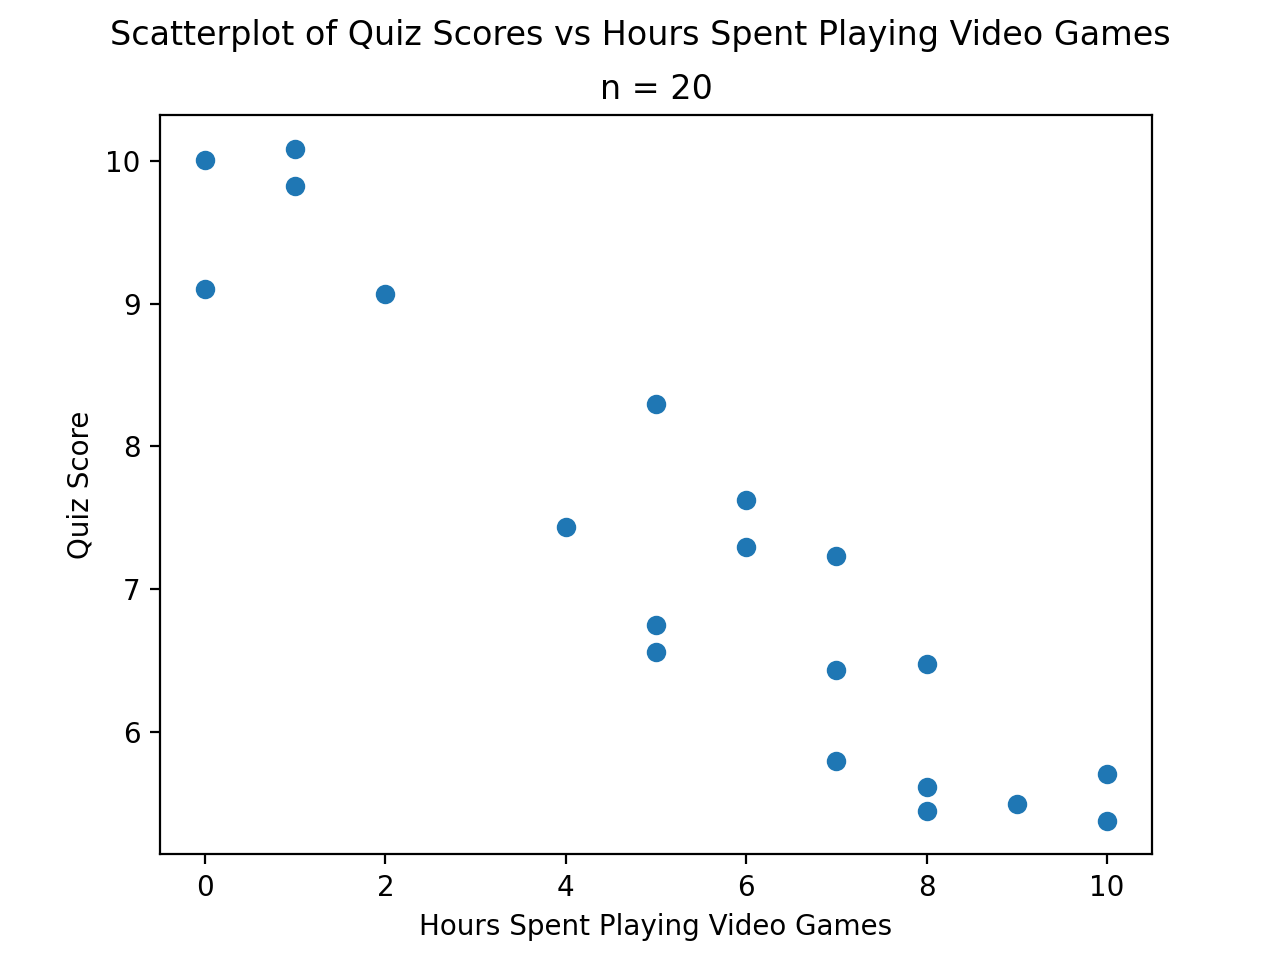 Scatterplot of Quiz Scores vs Hours Spent Playing Video Games
n = 20
10
9
8
7
6
Quiz Score
0 2 4 6 8 10
Hours Spent Playing Video Games